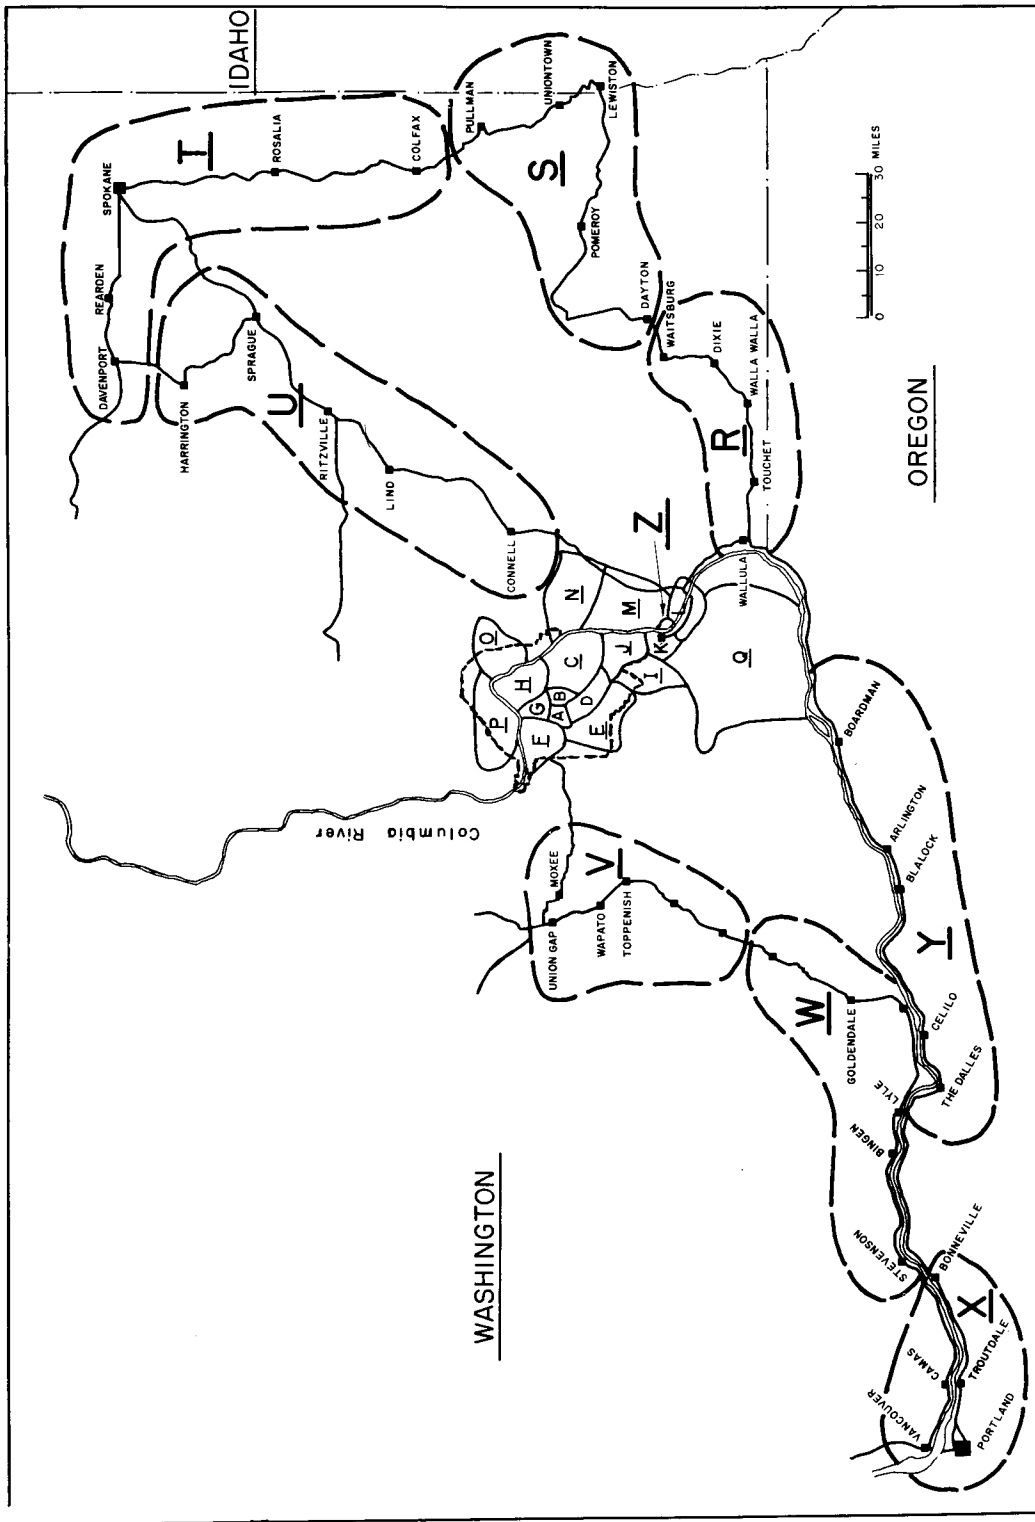 IDAHO
WASHINGTON
OREGON
Columbia
River
SPOKANE
REARDEN
DAVENPORT
HARRINGTON
SPRAGUE
RITZVILLE
LIND
CONNELL
ROSALIA
COLFAX
PULLMAN
UNIONTOWN
LEWISTON
POMEROY
DAYTON
WAITSBURG
DIXIE
WALLA WALLA
TOUCHET
WALLULA
T
S
U
R
Z
O
N
M
L
K
J
I
H
C
P
G
B
A
D
F
E
Q
UNION GAP
MOXEE
WAPATO
TOPPENISH
V
W
GOLDENDALE
BOARDMAN
ARLINGTON
BLALOCK
Y
CELILO
THE DALLES
LYLE
BINGEN
STEVENSON
BONNEVILLE
X
CAMAS
TROUTDALE
VANCOUVER
PORTLAND
0 10 20 30 MILES